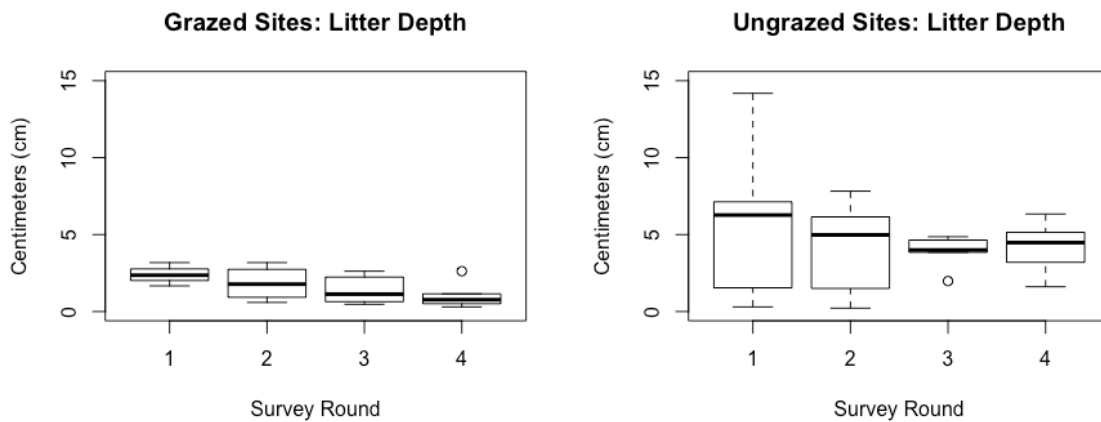 Grazed Sites: Litter Depth
Centimeters (cm)
15
10
5
0
1 2 3 4
Survey Round
Ungrazed Sites: Litter Depth
Centimeters (cm)
15
10
5
0
1 2 3 4
Survey Round